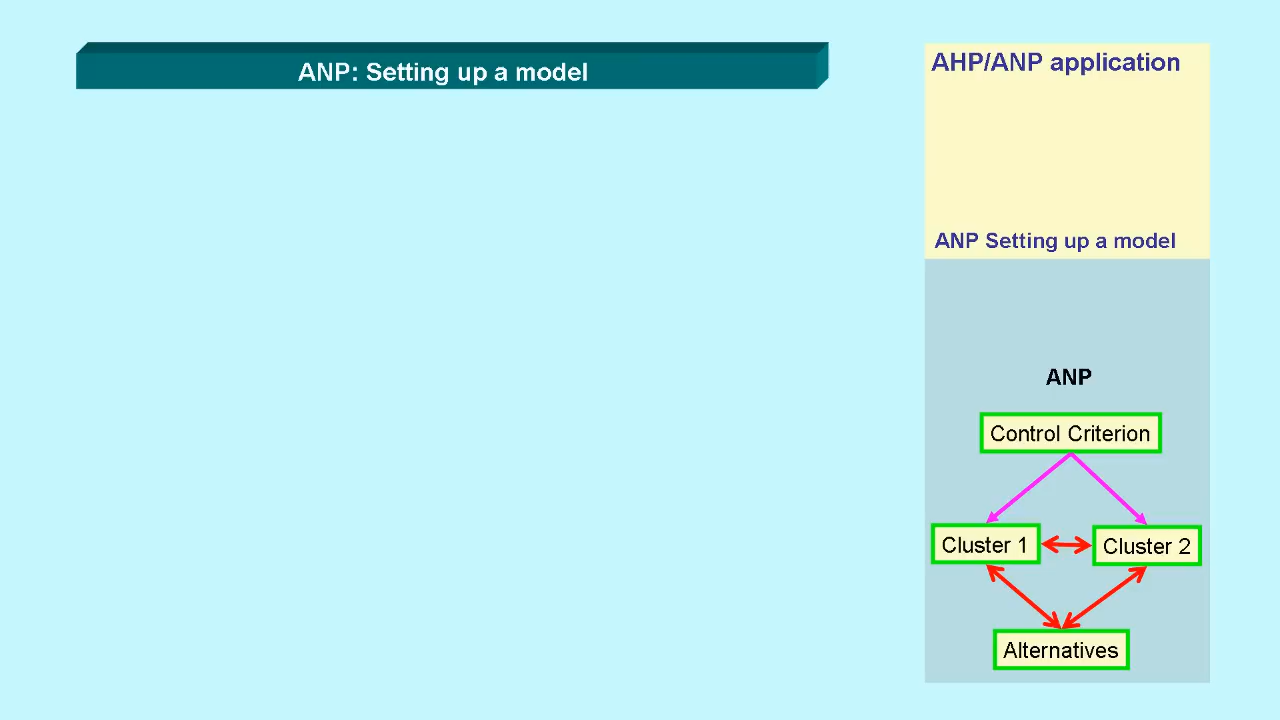 ANP: Setting up a model
AHP/ANP application
ANP Setting up a model
ANP
Control Criterion
Cluster 1
Cluster 2
Alternatives